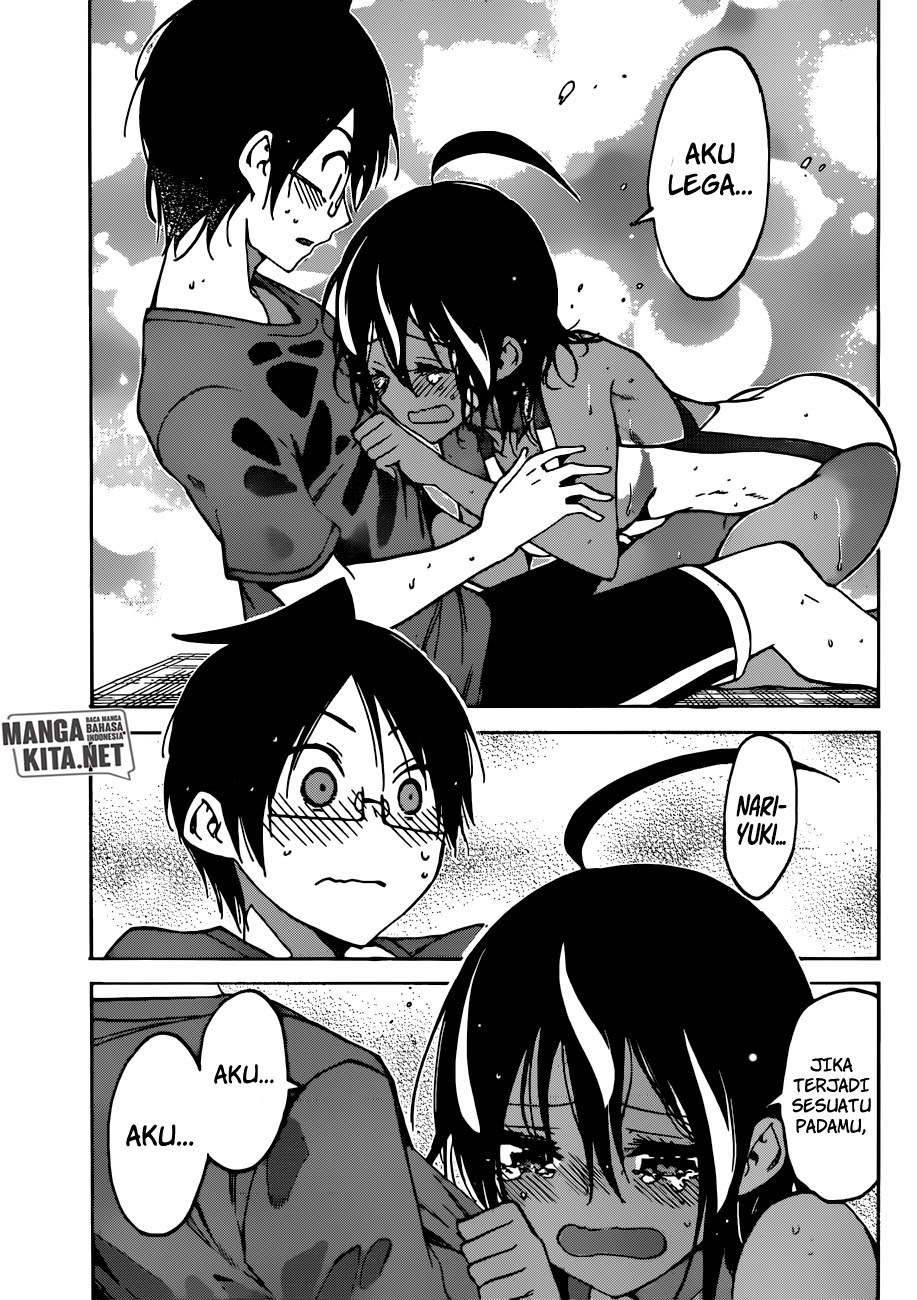 AKU
LEGA...
NARI-
YUKI...
JIKA
TERJADI
SESUATU
PADAMU,
AKU...
AKU...
MANGA
KITA.NET
BACA MANGA
BAHASA
INDONESIA